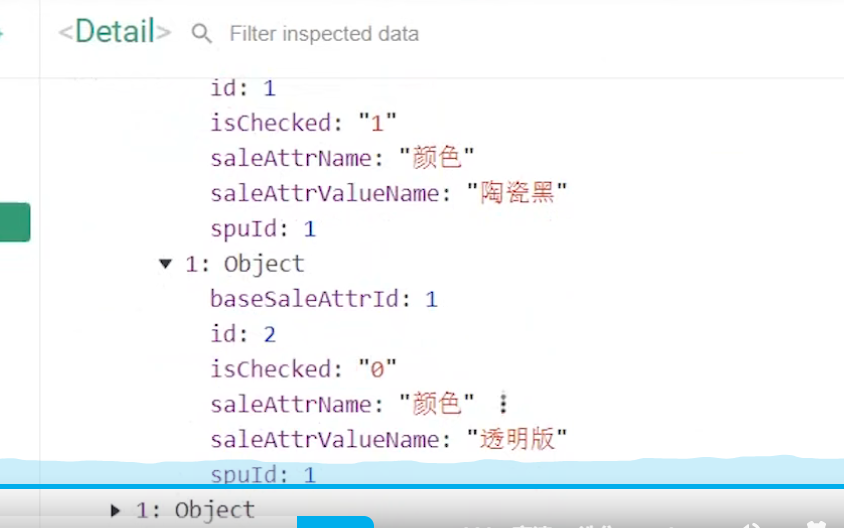 <Detail> Filter inspected data
id: 1
isChecked: "1"
saleAttrName: "颜色"
saleAttrValueName: "陶瓷黑"
spuId: 1
1: Object
baseSaleAttrId: 1
id: 2
isChecked: "0"
saleAttrName: "颜色"
saleAttrValueName: "透明版"
spuId: 1
1: Object